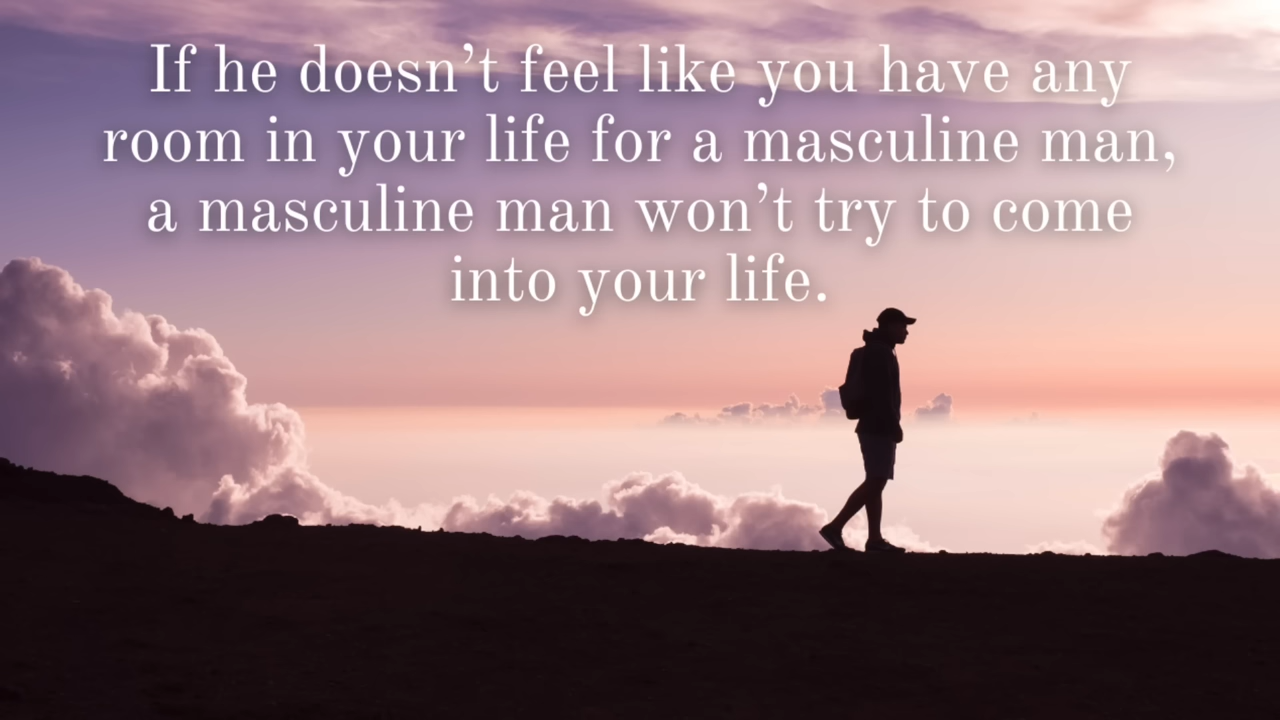 If he doesn’t feel like you have any
room in your life for a masculine man,
a masculine man won’t try to come
into your life.